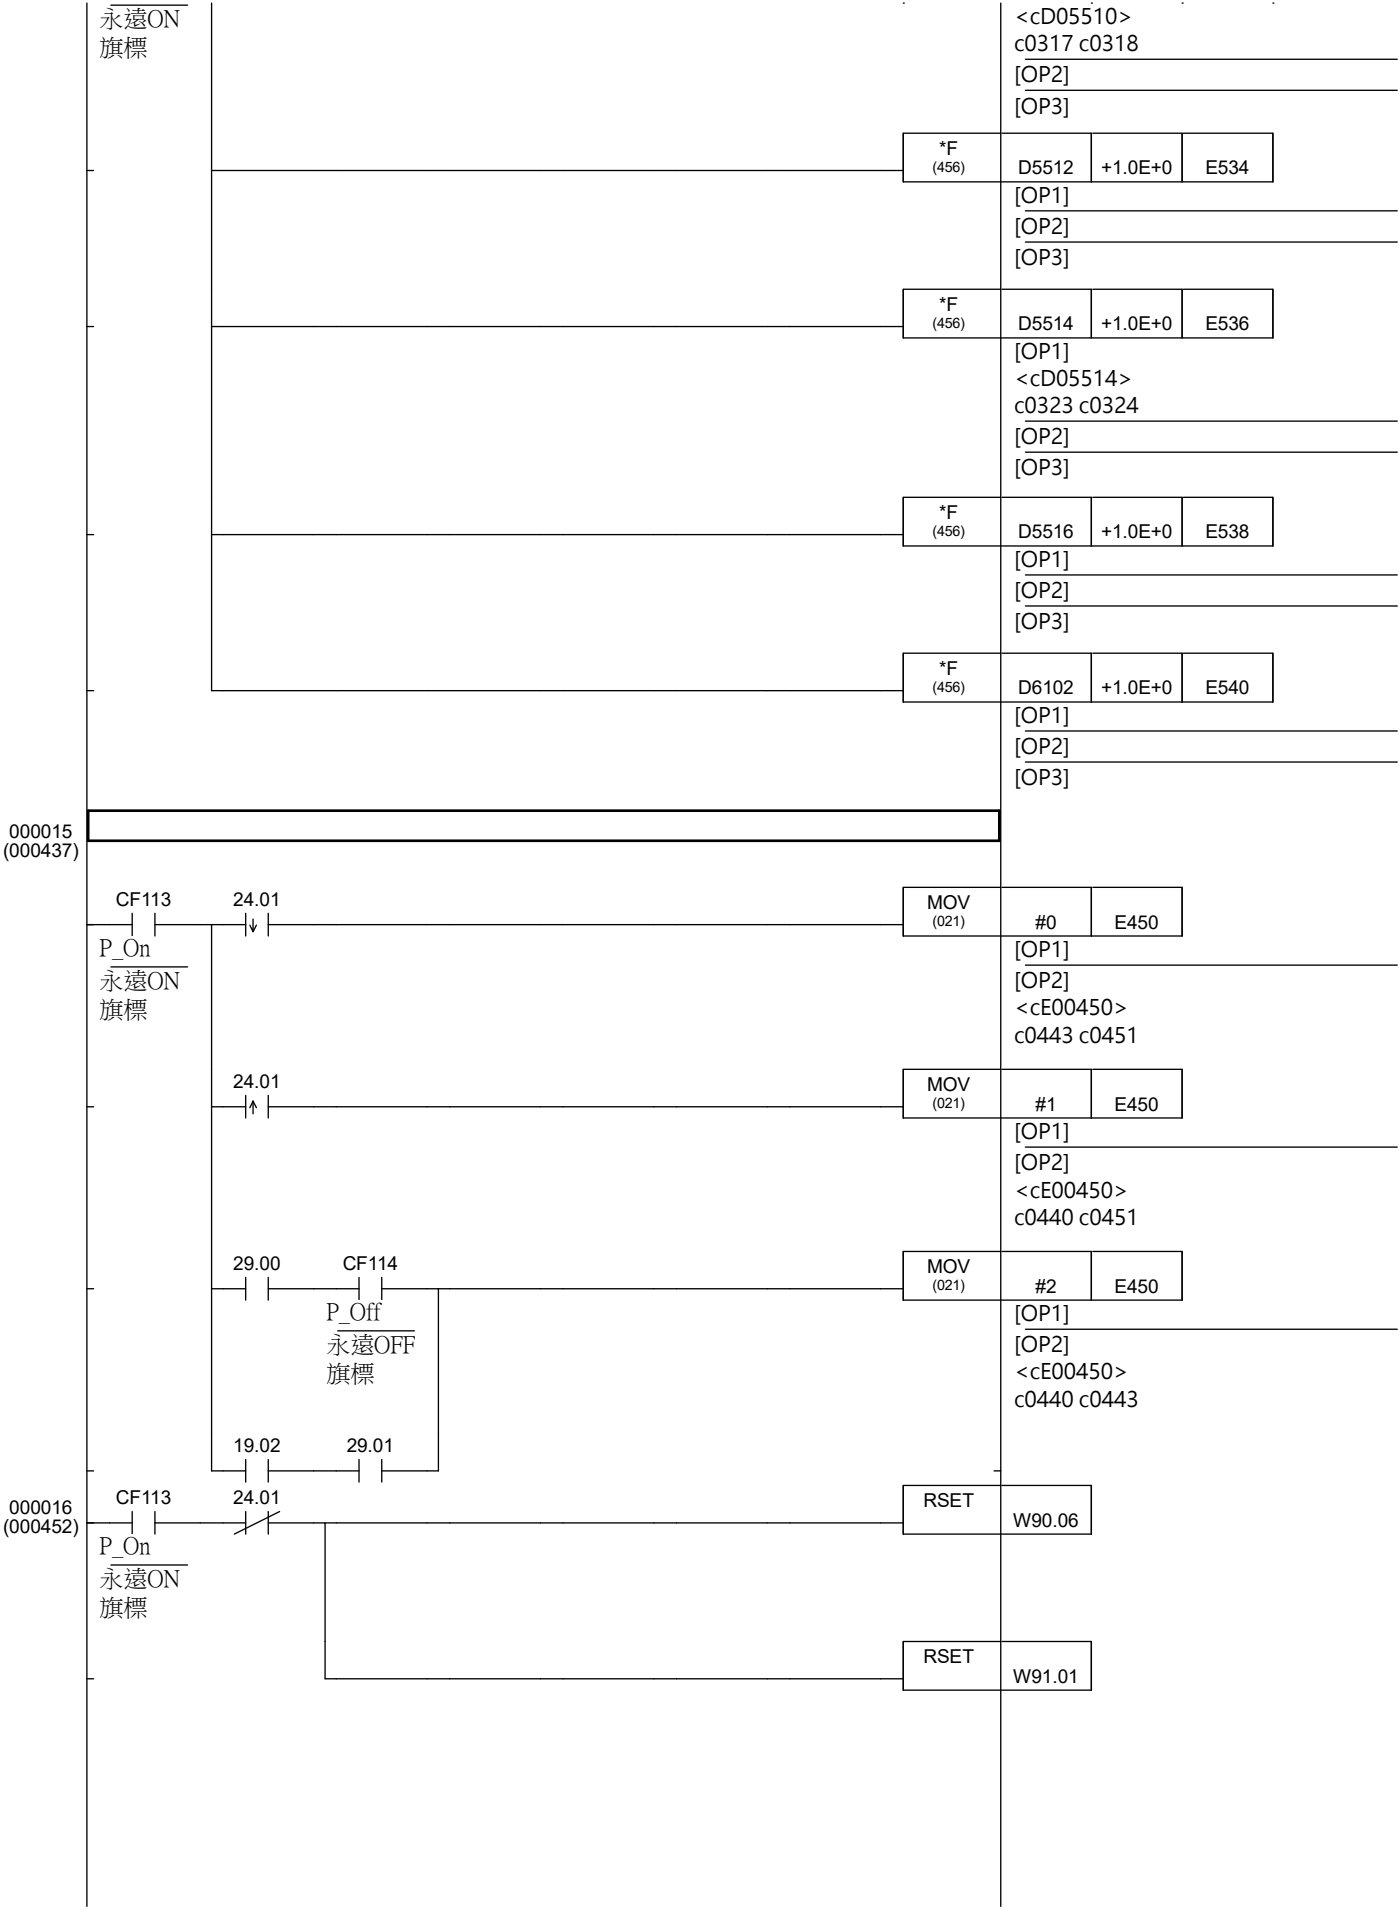 永遠ON
旗標
<cD05510>
c0317 c0318
[OP2]
[OP3]
*F
(456)
D5512 +1.0E+0 E534
[OP1]
[OP2]
[OP3]
*F
(456)
D5514 +1.0E+0 E536
[OP1]
<cD05514>
c0323 c0324
[OP2]
[OP3]
*F
(456)
D5516 +1.0E+0 E538
[OP1]
[OP2]
[OP3]
*F
(456)
D6102 +1.0E+0 E540
[OP1]
[OP2]
[OP3]
000015
(000437)
CF113 24.01
P_On
永遠ON
旗標
MOV
(021)
#0 E450
[OP1]
[OP2]
<cE00450>
c0443 c0451
24.01
MOV
(021)
#1 E450
[OP1]
[OP2]
<cE00450>
c0440 c0451
29.00 CF114
P_Off
永遠OFF
旗標
MOV
(021)
#2 E450
[OP1]
[OP2]
<cE00450>
c0440 c0443
19.02 29.01
000016
(000452)
CF113 24.01
P_On
永遠ON
旗標
RSET
W90.06
RSET
W91.01